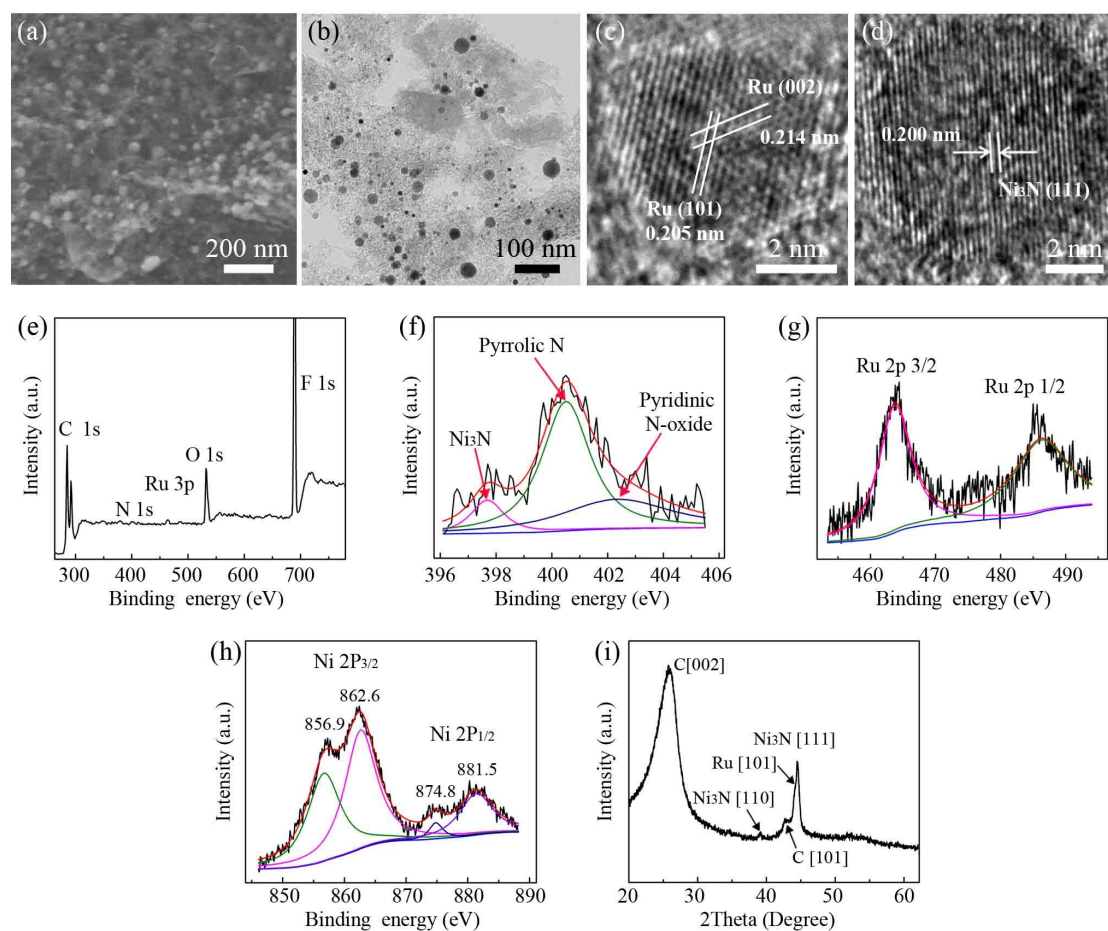 (a)
200 nm
(b)
100 nm
(c)
Ru (002)
0.214 nm
Ru (101)
0.205 nm
2 nm
(d)
0.200 nm
Ni3N (111)
2 nm
(e)
Intensity (a.u.)
C 1s
N 1s
Ru 3p
O 1s
F 1s
300 400 500 600 700
Binding energy (eV)
(f)
Intensity (a.u.)
Pyrrolic N
Ni3N
Pyridinic
N-oxide
396 398 400 402 404 406
Binding energy (eV)
(g)
Intensity (a.u.)
Ru 2p 3/2
Ru 2p 1/2
460 470 480 490
Binding energy (eV)
(h)
Intensity (a.u.)
Ni 2P3/2
862.6
856.9
Ni 2P1/2
874.8
881.5
850 860 870 880 890
Binding energy (eV)
(i)
Intensity (a.u.)
C[002]
Ni3N [111]
Ru [101]
Ni3N [110]
C [101]
20 30 40 50 60
2Theta (Degree)